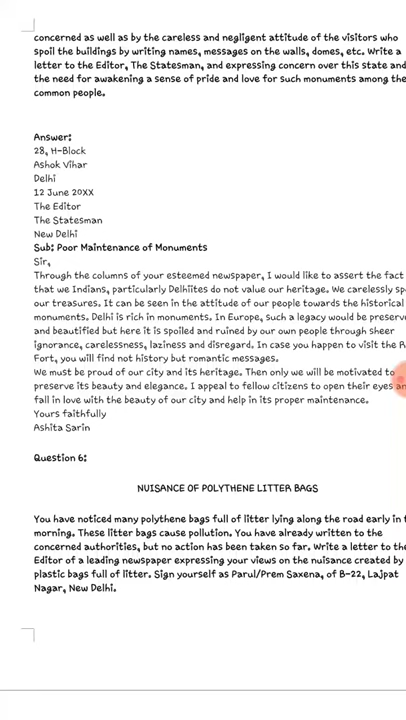 concerned as well as by the careless and negligent attitude of the visitors who
spoil the buildings by writing names, messages on the walls, domes, etc. Write a
letter to the Editor, The Statesman, and expressing concern over this state and
the need for awakening a sense of pride and love for such monuments among the
common people.
Answer:
28, H-Block
Ashok Vihar
Delhi
12 June 20XX
The Editor
The Statesman
New Delhi
Sub: Poor Maintenance of Monuments
Sir,
Through the columns of your esteemed newspaper, I would like to assert the fact
that we Indians, particularly Delhiites do not value our heritage. We carelessly
our treasures. It can be seen in the attitude of our people towards the historical
monuments. Delhi is rich in monuments. In Europe, such a legacy would be
and beautified but here it is spoiled and ruined by our own people through sheer
ignorance, carelessness, laziness and disregard. In case you happen to visit the
Fort, you will find not history but romantic messages.
We must be proud of our city and its heritage. Then only we will be motivated to
preserve its beauty and elegance. I appeal to fellow citizens to open their eyes
fall in love with the beauty of our city and help in its proper maintenance.
Yours faithfully
Ashita Sarin
Question 6:
NUISANCE OF POLYTHENE LITTER BAGS
You have noticed many polythene bags full of litter lying along the road early in
morning. These litter bags cause pollution. You have already written to the
concerned authorities, but no action has been taken so far. Write a letter to the
Editor of a leading newspaper expressing your views on the nuisance created by
plastic bags full of litter. Sign yourself as Parul/Prem Saxena, of B-22, Lajpat
Nagar, New Delhi.